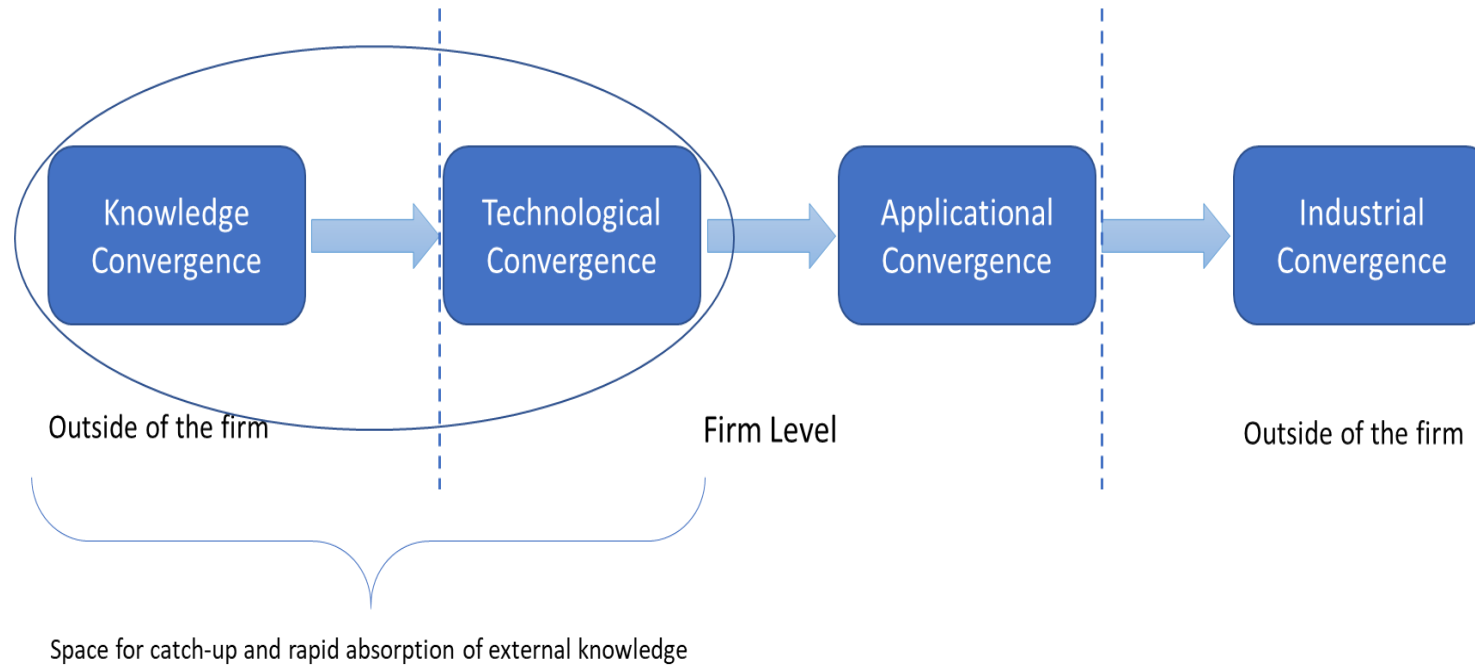 Knowledge
Convergence
Technological
Convergence
Applicational
Convergence
Industrial
Convergence
Outside of the firm
Firm Level
Outside of the firm
Space for catch-up and rapid absorption of external knowledge